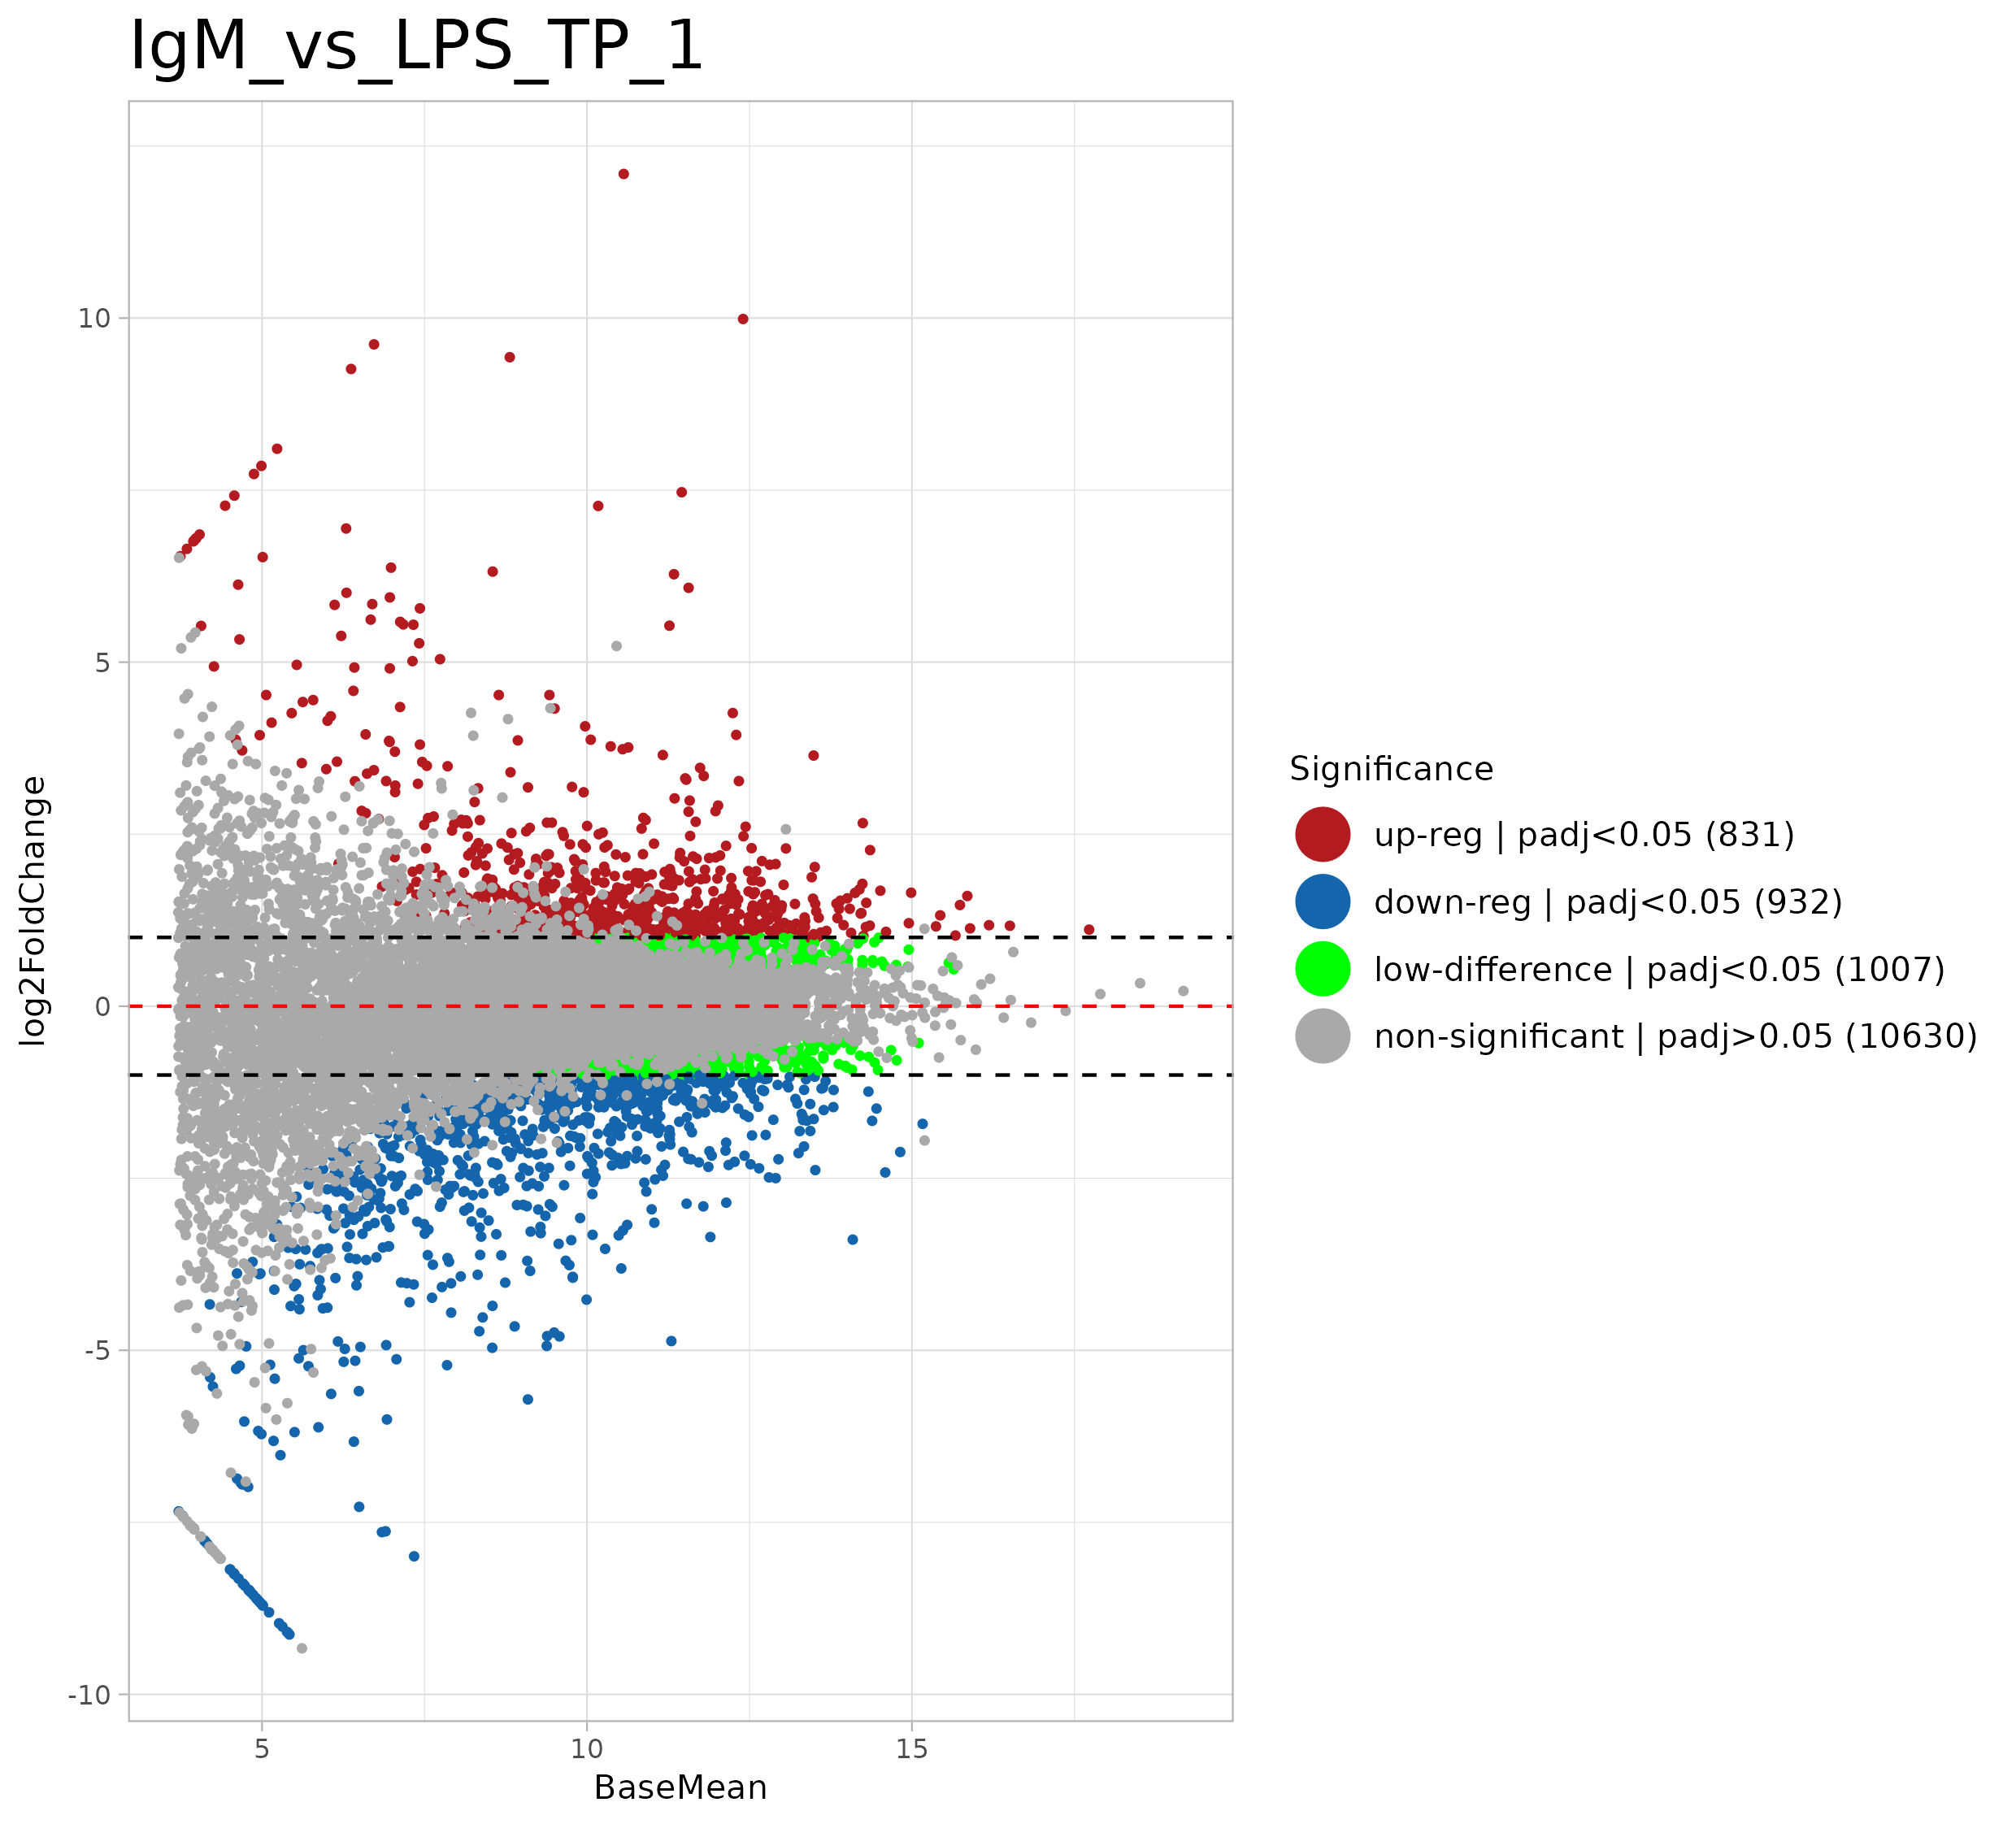 IgM_vs_LPS_TP_1
log2FoldChange
10
5
0
-5
-10
5
10
15
BaseMean
Significance
up-reg | padj<0.05 (831)
down-reg | padj<0.05 (932)
low-difference | padj<0.05 (1007)
non-significant | padj>0.05 (10630)